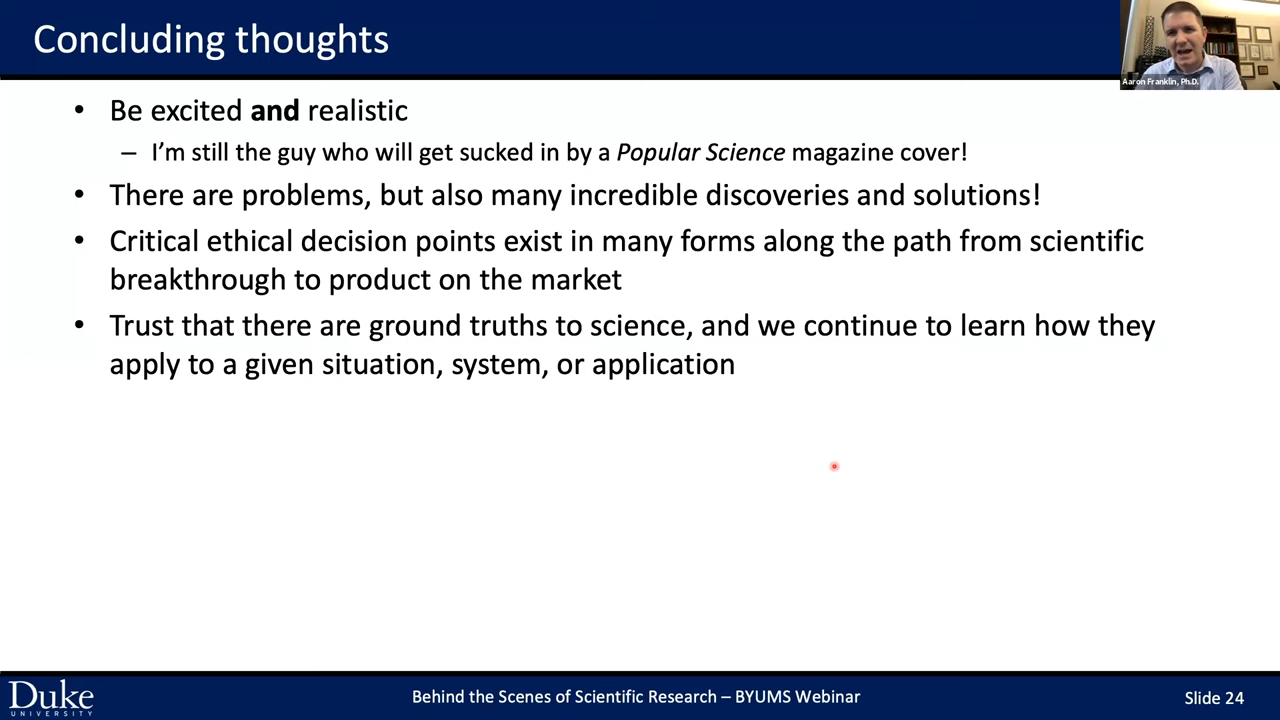 Concluding thoughts
Aaron Franklin, Ph.D.
• Be excited and realistic
– I'm still the guy who will get sucked in by a Popular Science magazine cover!
• There are problems, but also many incredible discoveries and solutions!
• Critical ethical decision points exist in many forms along the path from scientific
breakthrough to product on the market
• Trust that there are ground truths to science, and we continue to learn how they
apply to a given situation, system, or application
Duke
UNIVERSITY
Behind the Scenes of Scientific Research – BYUMS Webinar
Slide 24